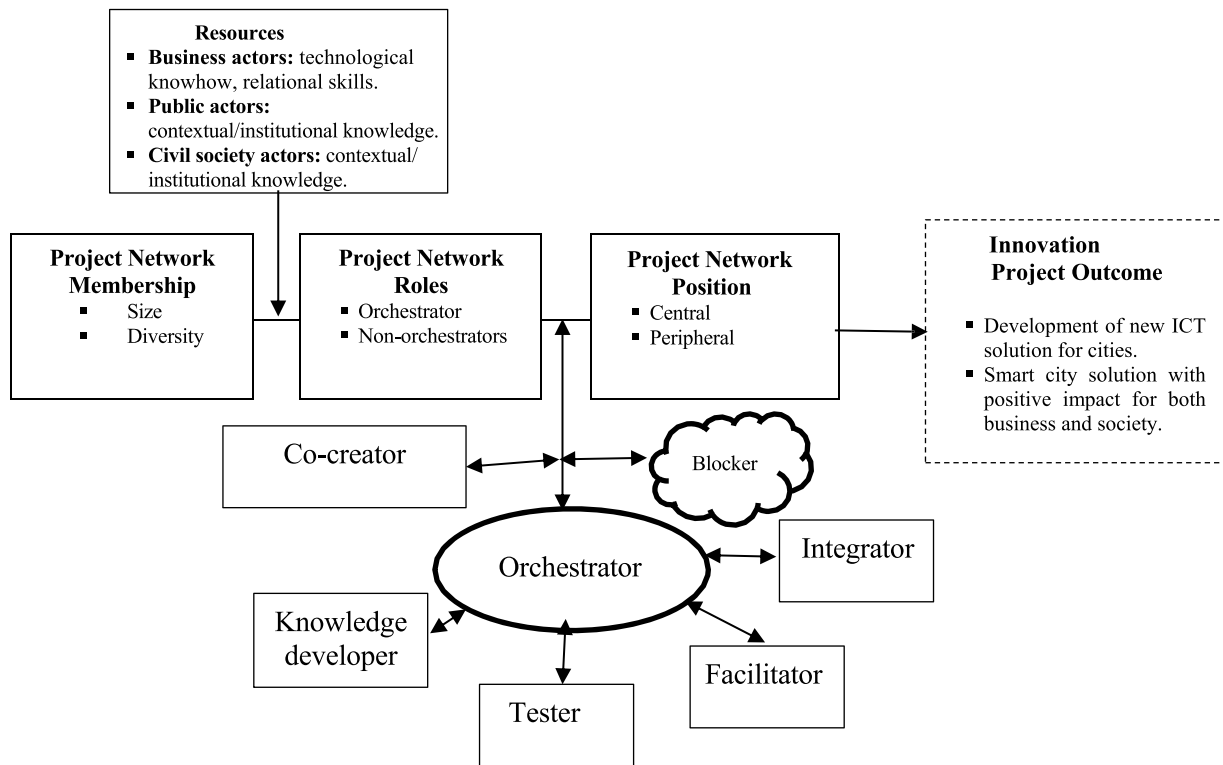 Resources
▪ Business actors: technological
knowhow, relational skills.
▪ Public actors:
contextual/institutional knowledge.
▪ Civil society actors: contextual/
institutional knowledge.
Project Network
Membership
▪ Size
▪ Diversity
Project Network
Roles
▪ Orchestrator
▪ Non-orchestrators
Project Network
Position
▪ Central
▪ Peripheral
Innovation
Project Outcome
▪ Development of new ICT
solution for cities.
▪ Smart city solution with
positive impact for both
business and society.
Co-creator
Blocker
Orchestrator
Integrator
Knowledge
developer
Facilitator
Tester